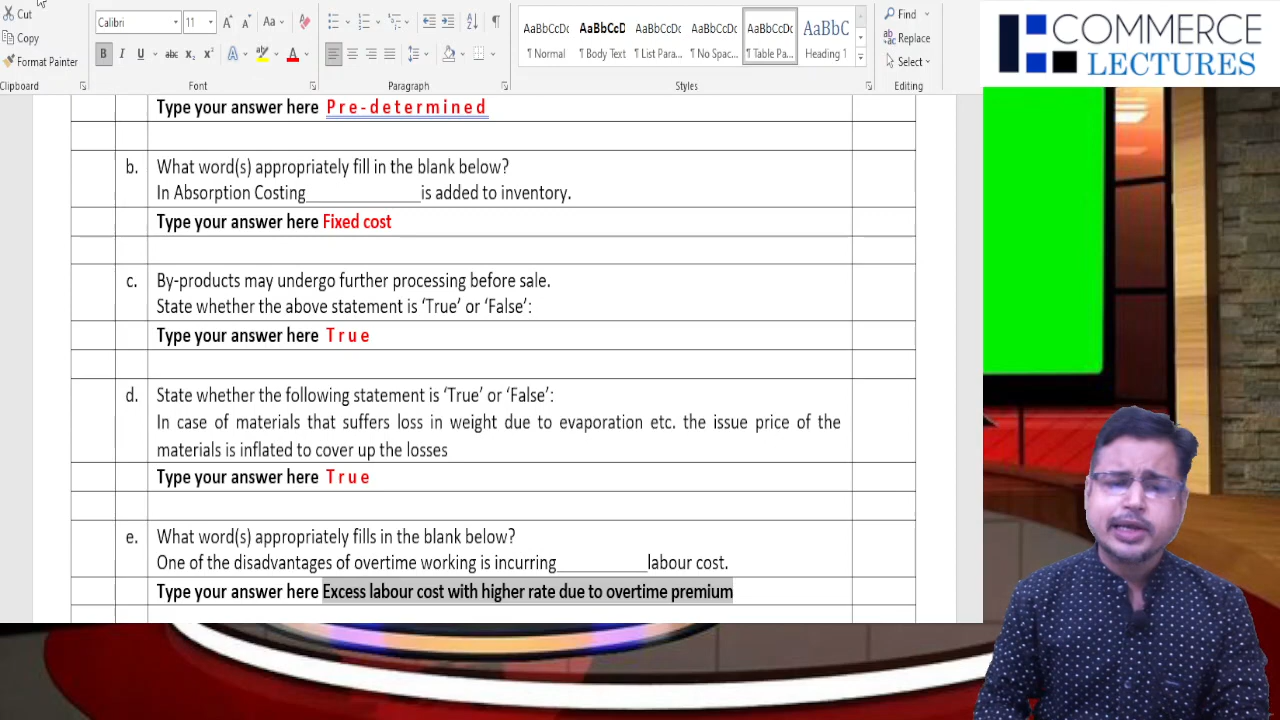 Cut
Copy
Format Painter
Clipboard
Calibri 11 A A Aa A
B I U abc x₂ x² A A
Font
Paragraph
AaBbCcDc AaBbCcDc AaBbCcDc AaBbCcDc AaBbCcDc AaBbC
¶ Normal ¶ Body Text ¶ List Para... ¶ No Spac... ¶ Table Pa... Heading 1
Styles
Find
Replace
Select
Editing
COMMERCE
LECTURES
Type your answer here Pre-determined
b. What word(s) appropriately fill in the blank below?
In Absorption Costing____________is added to inventory.
Type your answer here Fixed cost
c. By-products may undergo further processing before sale.
State whether the above statement is ‘True’ or ‘False’:
Type your answer here True
d. State whether the following statement is ‘True’ or ‘False’:
In case of materials that suffers loss in weight due to evaporation etc. the issue price of the
materials is inflated to cover up the losses
Type your answer here True
e. What word(s) appropriately fills in the blank below?
One of the disadvantages of overtime working is incurring__________labour cost.
Type your answer here Excess labour cost with higher rate due to overtime premium